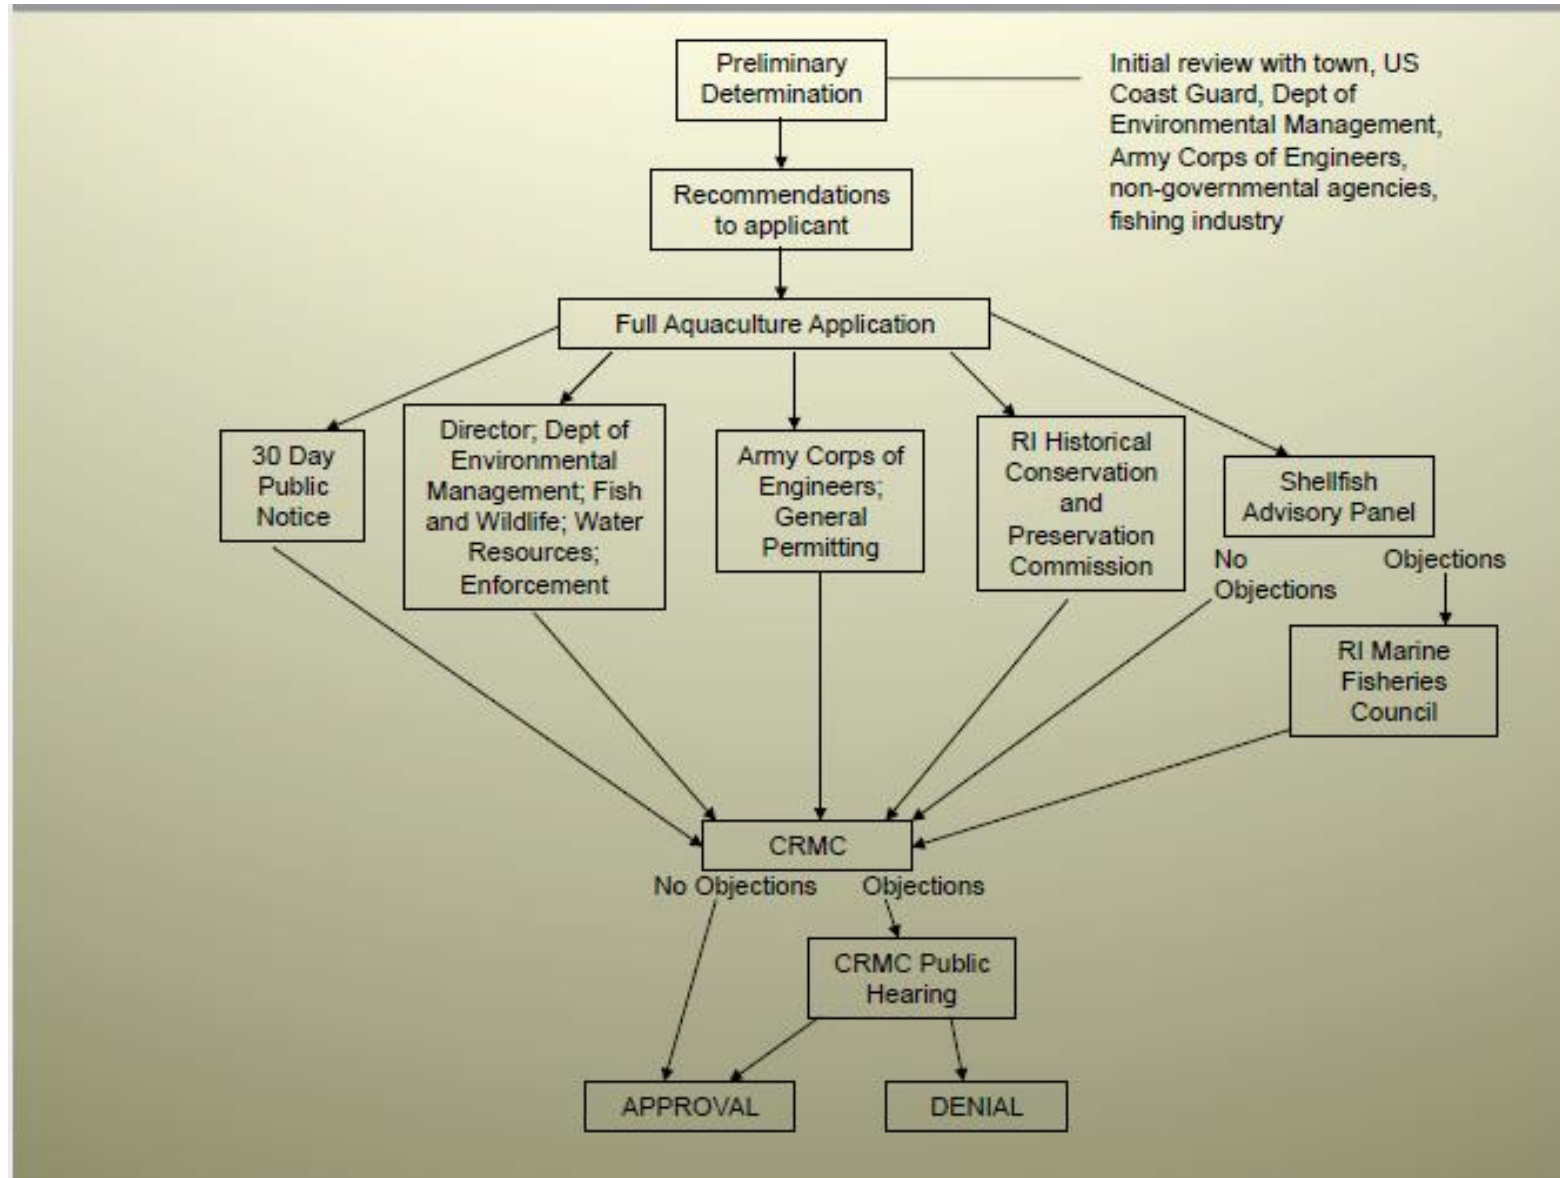 Preliminary
Determination
Initial review with town, US
Coast Guard, Dept of
Environmental Management,
Army Corps of Engineers,
non-governmental agencies,
fishing industry
Recommendations
to applicant
Full Aquaculture Application
30 Day
Public
Notice
Director; Dept of
Environmental
Management; Fish
and Wildlife; Water
Resources;
Enforcement
Army Corps of
Engineers;
General
Permitting
RI Historical
Conservation
and
Preservation
Commission
Shellfish
Advisory Panel
No
Objections
Objections
RI Marine
Fisheries
Council
CRMC
No Objections
Objections
CRMC Public
Hearing
APPROVAL
DENIAL